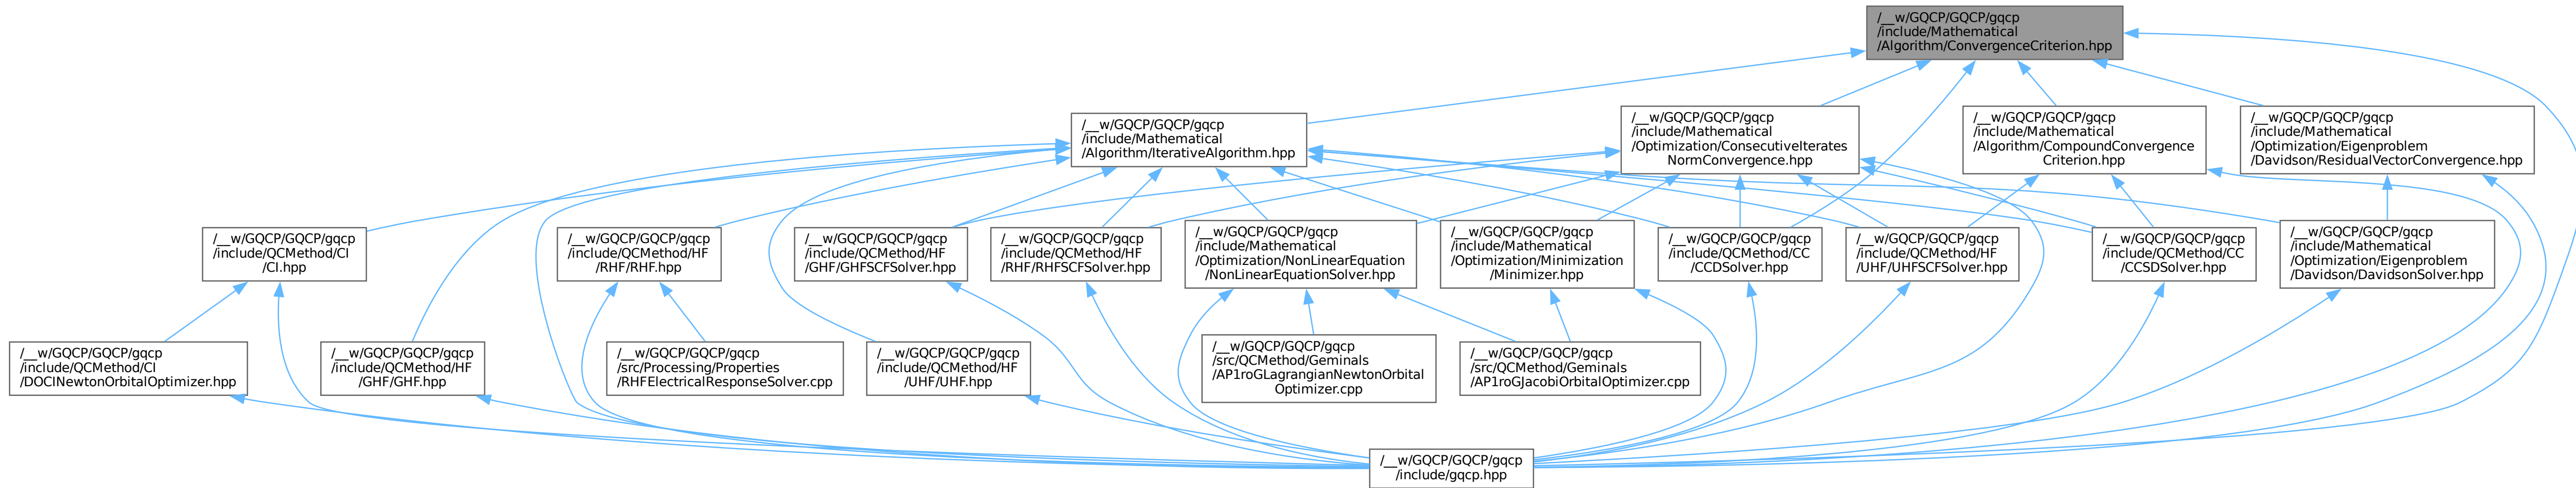 /__w/GQCP/GQCP/gqcp
/include/Mathematical
/Algorithm/ConvergenceCriterion.hpp
/__w/GQCP/GQCP/gqcp
/include/Mathematical
/Algorithm/IterativeAlgorithm.hpp
/__w/GQCP/GQCP/gqcp
/include/Mathematical
/Optimization/ConsecutiveIterates
NormConvergence.hpp
/__w/GQCP/GQCP/gqcp
/include/Mathematical
/Algorithm/CompoundConvergence
Criterion.hpp
/__w/GQCP/GQCP/gqcp
/include/Mathematical
/Optimization/Eigenproblem
/Davidson/ResidualVectorConvergence.hpp
/__w/GQCP/GQCP/gqcp
/include/QCMethod/CI
/CI.hpp
/__w/GQCP/GQCP/gqcp
/include/QCMethod/HF
/RHF/RHF.hpp
/__w/GQCP/GQCP/gqcp
/include/QCMethod/HF
/GHF/GHFSCFSolver.hpp
/__w/GQCP/GQCP/gqcp
/include/QCMethod/HF
/RHF/RHFSCFSolver.hpp
/__w/GQCP/GQCP/gqcp
/include/Mathematical
/Optimization/NonLinearEquation
/NonLinearEquationSolver.hpp
/__w/GQCP/GQCP/gqcp
/include/Mathematical
/Optimization/Minimization
/Minimizer.hpp
/__w/GQCP/GQCP/gqcp
/include/QCMethod/CC
/CCDSolver.hpp
/__w/GQCP/GQCP/gqcp
/include/QCMethod/HF
/UHF/UHFSCFSolver.hpp
/__w/GQCP/GQCP/gqcp
/include/QCMethod/CC
/CCSDSolver.hpp
/__w/GQCP/GQCP/gqcp
/include/Mathematical
/Optimization/Eigenproblem
/Davidson/DavidsonSolver.hpp
/__w/GQCP/GQCP/gqcp
/include/QCMethod/CI
/DOCINewtonOrbitalOptimizer.hpp
/__w/GQCP/GQCP/gqcp
/include/QCMethod/HF
/GHF/GHF.hpp
/__w/GQCP/GQCP/gqcp
/src/Processing/Properties
/RHFElectricalResponseSolver.cpp
/__w/GQCP/GQCP/gqcp
/include/QCMethod/HF
/UHF/UHF.hpp
/__w/GQCP/GQCP/gqcp
/src/QCMethod/Geminals
/AP1roGLagrangianNewtonOrbital
Optimizer.cpp
/__w/GQCP/GQCP/gqcp
/src/QCMethod/Geminals
/AP1roGJacobiOrbitalOptimizer.cpp
/__w/GQCP/GQCP/gqcp
/include/gqcp.hpp